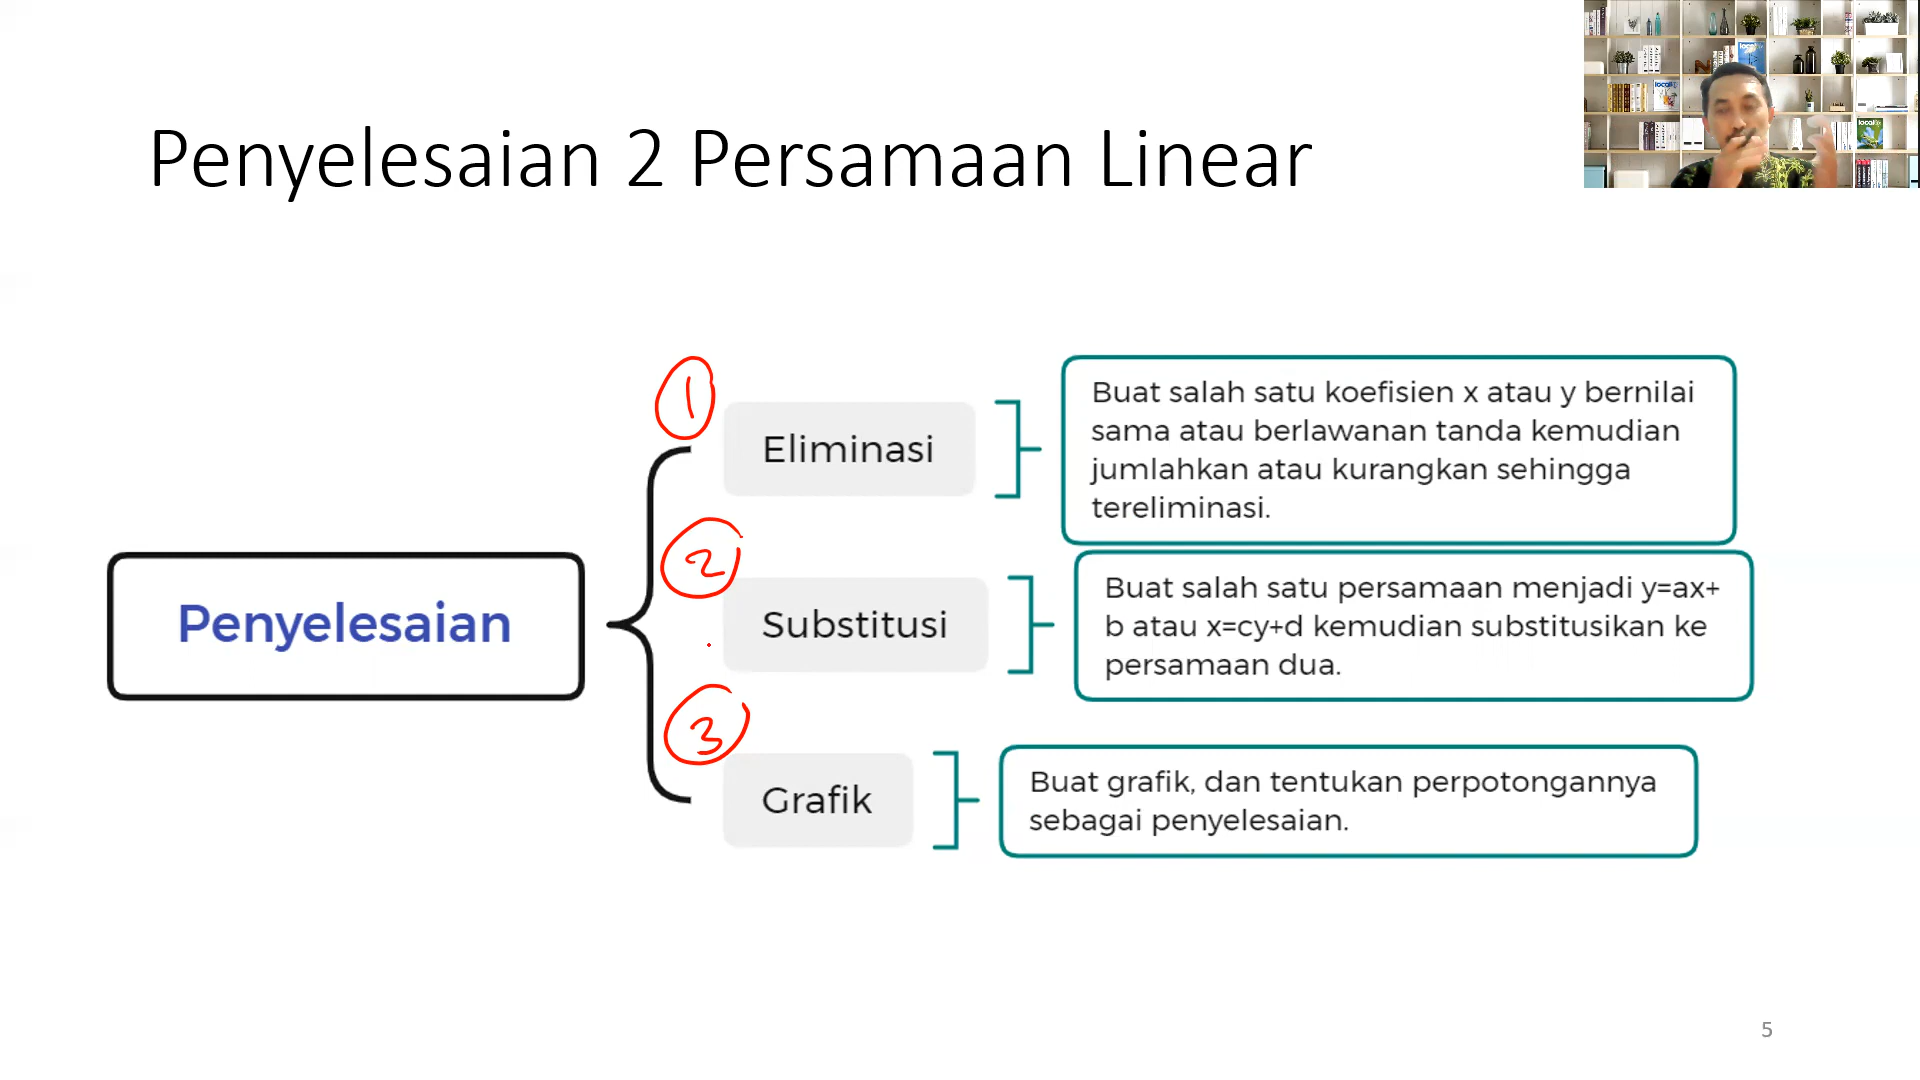 Penyelesaian 2 Persamaan Linear
1
Eliminasi
Buat salah satu koefisien x atau y bernilai
sama atau berlawanan tanda kemudian
jumlahkan atau kurangkan sehingga
tereliminasi.
Penyelesaian
2
Substitusi
Buat salah satu persamaan menjadi y=ax+
b atau x=cy+d kemudian substitusikan ke
persamaan dua.
3
Grafik
Buat grafik, dan tentukan perpotongannya
sebagai penyelesaian.
5